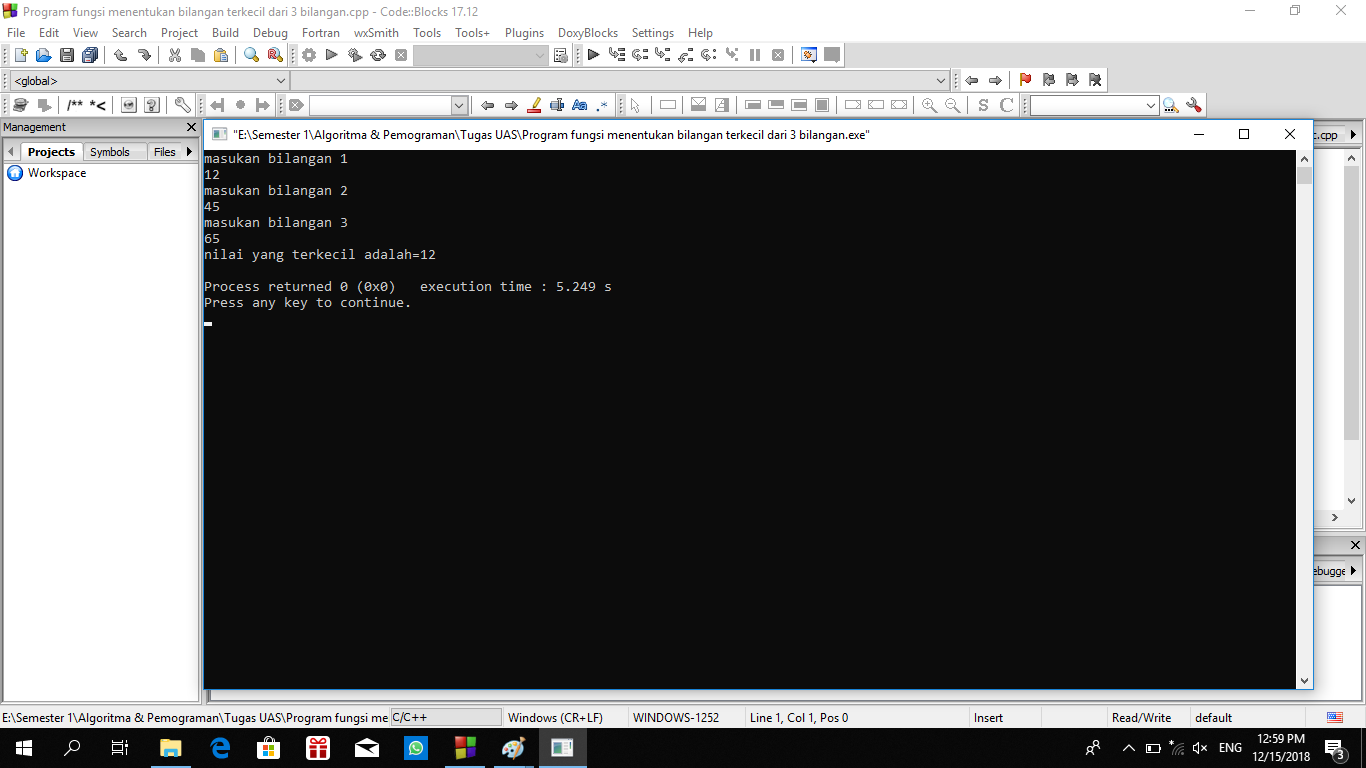 Program fungsi menentukan bilangan terkecil dari 3 bilangan.cpp - Code::Blocks 17.12
File Edit View Search Project Build Debug Fortran wxSmith Tools Tools+ Plugins DoxyBlocks Settings Help
<global>
/** *<
S C
Management
"E:\Semester 1\Algoritma & Pemograman\Tugas UAS\Program fungsi menentukan bilangan terkecil dari 3 bilangan.exe"
c.cpp
Projects Symbols Files
Workspace
masukan bilangan 1
12
masukan bilangan 2
45
masukan bilangan 3
65
nilai yang terkecil adalah=12
Process returned 0 (0x0)   execution time : 5.249 s
Press any key to continue.
ebugge
E:\Semester 1\Algoritma & Pemograman\Tugas UAS\Program fungsi me C/C++ Windows (CR+LF) WINDOWS-1252 Line 1, Col 1, Pos 0 Insert Read/Write default
ENG
12:59 PM
12/15/2018
3